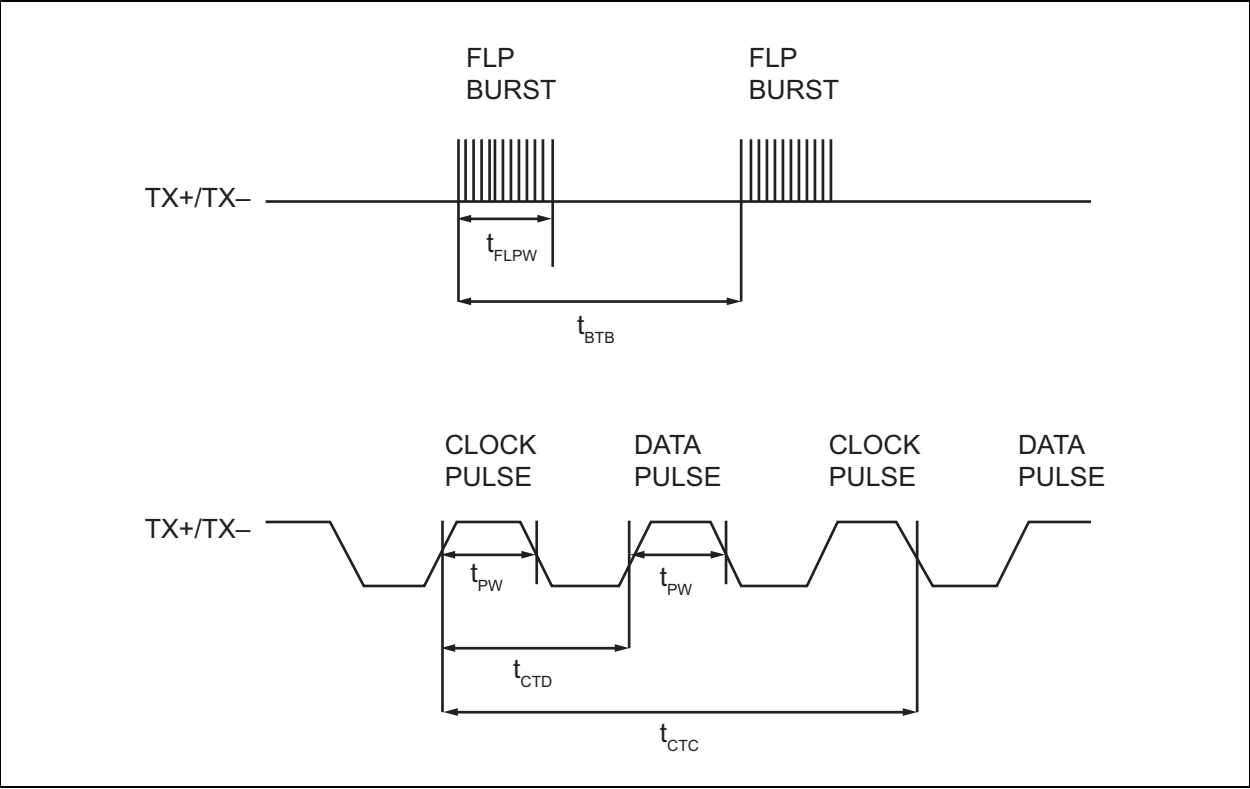 FLP
BURST
FLP
BURST
TX+/TX–
tFLPW
tBTB
CLOCK
PULSE
DATA
PULSE
CLOCK
PULSE
DATA
PULSE
TX+/TX–
tPW
tPW
tCTD
tCTC